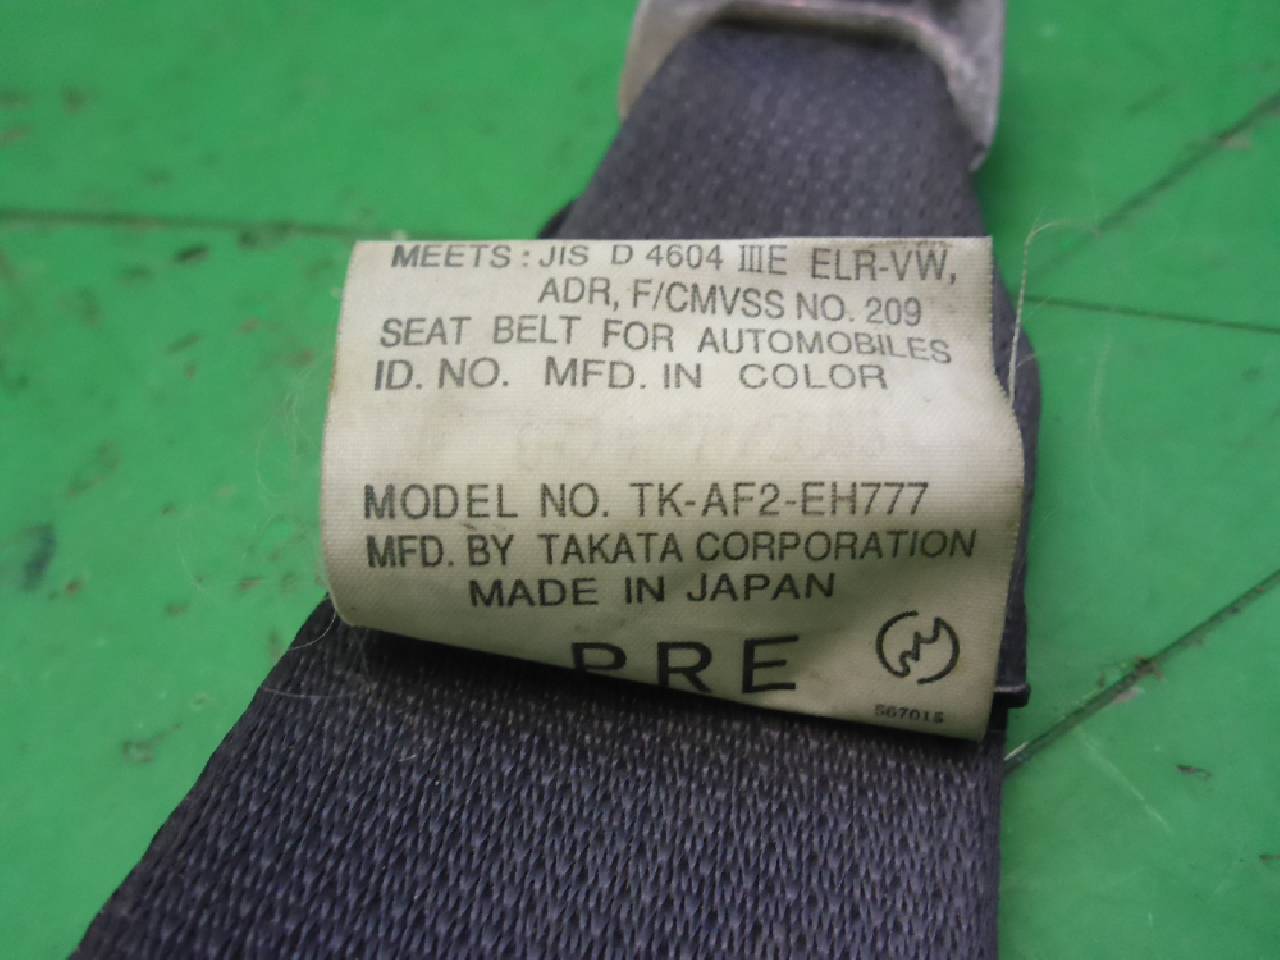 MEETS : JIS D 4604 IIIE ELR-VW,
ADR, F/CMVSS NO. 209
SEAT BELT FOR AUTOMOBILES
ID. NO. MFD. IN COLOR
MODEL NO. TK-AF2-EH777
MFD. BY TAKATA CORPORATION
MADE IN JAPAN
PRE
S67015